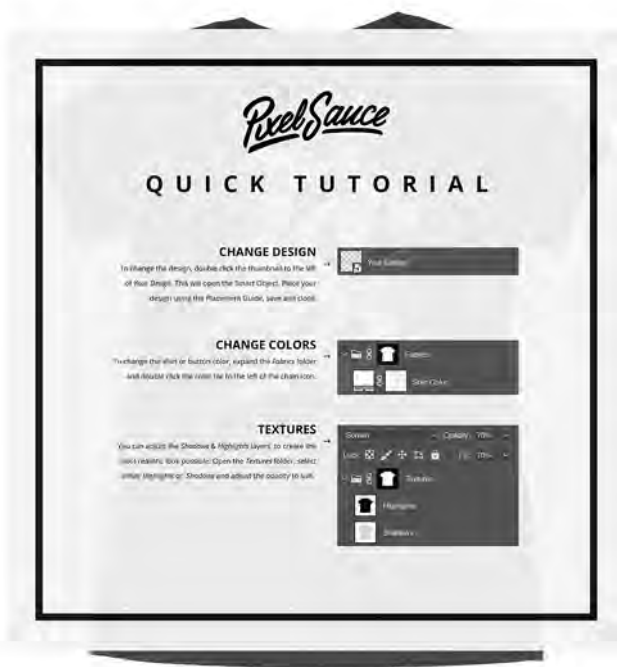 PixelSauce
QUICK TUTORIAL
CHANGE DESIGN
To change the design, double click the thumbnail to the left
of Your Design. This will open the Smart Object. Place your
design using the Placement Guide, save and close.
Your Design
CHANGE COLORS
To change the shirt or button color, expand the Fabrics folder
and double click the color tile to the left of the chain icon.
Fabrics
Shirt Color
TEXTURES
You can adjust the Shadows & Highlights layers, to create the
most realistic look possible. Open the Textures folder, select
either Highlights or Shadows and adjust the opacity to suit.
Screen Opacity: 70%
Lock: Fill: 70%
Textures
Highlights
Shadows